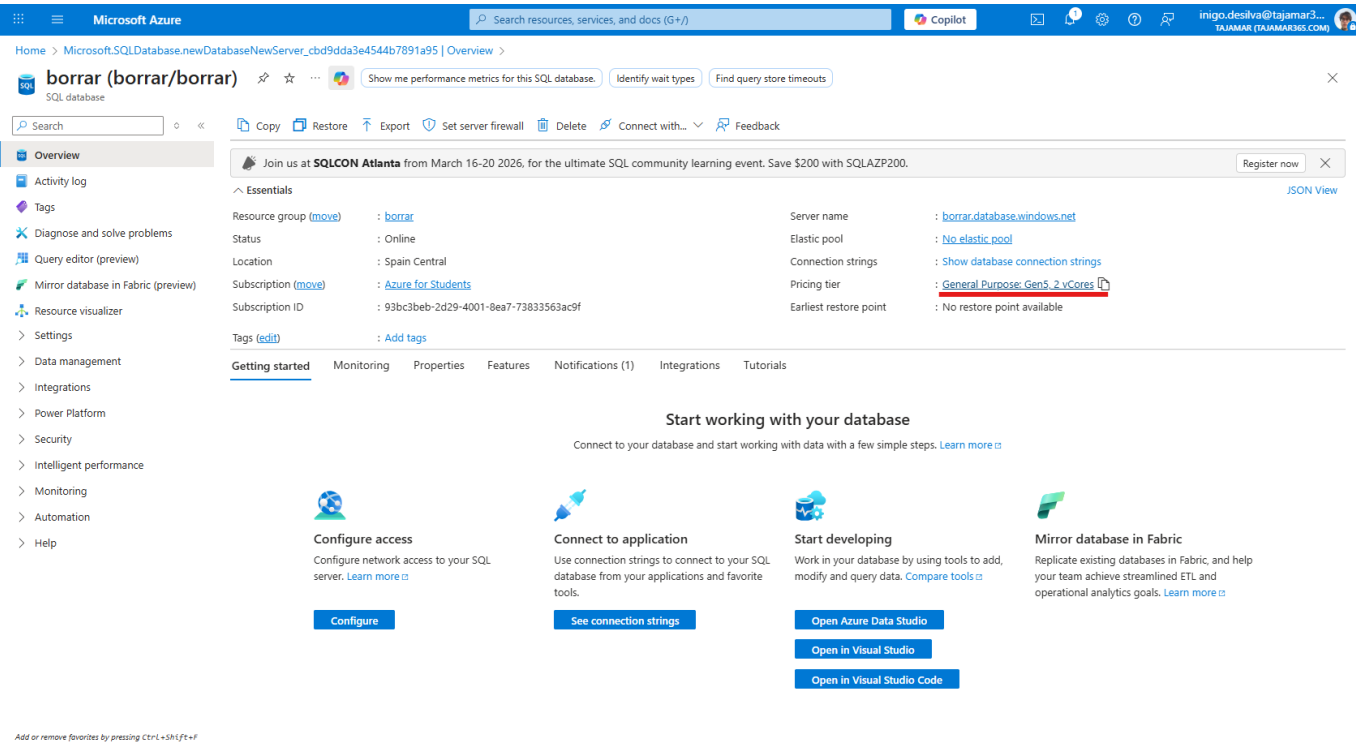 Microsoft Azure
Search resources, services, and docs (G+/)
Copilot
1
inigo.desilva@tajamar3...
TAJAMAR (TAJAMAR365.COM)
Home > Microsoft.SQLDatabase.newDatabaseNewServer_cbd9dda3e4544b7891a95 | Overview >
SQL
borrar (borrar/borrar)
Show me performance metrics for this SQL database.
Identify wait types
Find query store timeouts
SQL database
Search
Copy
Restore
Export
Set server firewall
Delete
Connect with...
Feedback
Overview
Activity log
Tags
Diagnose and solve problems
Query editor (preview)
Mirror database in Fabric (preview)
Resource visualizer
Settings
Data management
Integrations
Power Platform
Security
Intelligent performance
Monitoring
Automation
Help
Join us at SQLCON Atlanta from March 16-20 2026, for the ultimate SQL community learning event. Save $200 with SQLAZP200.
Register now
Essentials
JSON View
Resource group (move) : borrar
Status : Online
Location : Spain Central
Subscription (move) : Azure for Students
Subscription ID : 93bc3beb-2d29-4001-8ea7-73833563ac9f
Server name : borrar.database.windows.net
Elastic pool : No elastic pool
Connection strings : Show database connection strings
Pricing tier : General Purpose: Gen5, 2 vCores
Earliest restore point : No restore point available
Tags (edit) : Add tags
Getting started
Monitoring
Properties
Features
Notifications (1)
Integrations
Tutorials
Start working with your database
Connect to your database and start working with data with a few simple steps. Learn more
Configure access
Configure network access to your SQL
server. Learn more
Configure
Connect to application
Use connection strings to connect to your SQL
database from your applications and favorite
tools.
See connection strings
Start developing
Work in your database by using tools to add,
modify and query data. Compare tools
Open Azure Data Studio
Open in Visual Studio
Open in Visual Studio Code
Mirror database in Fabric
Replicate existing databases in Fabric, and help
your team achieve streamlined ETL and
operational analytics goals. Learn more
Add or remove favorites by pressing Ctrl+Shift+F